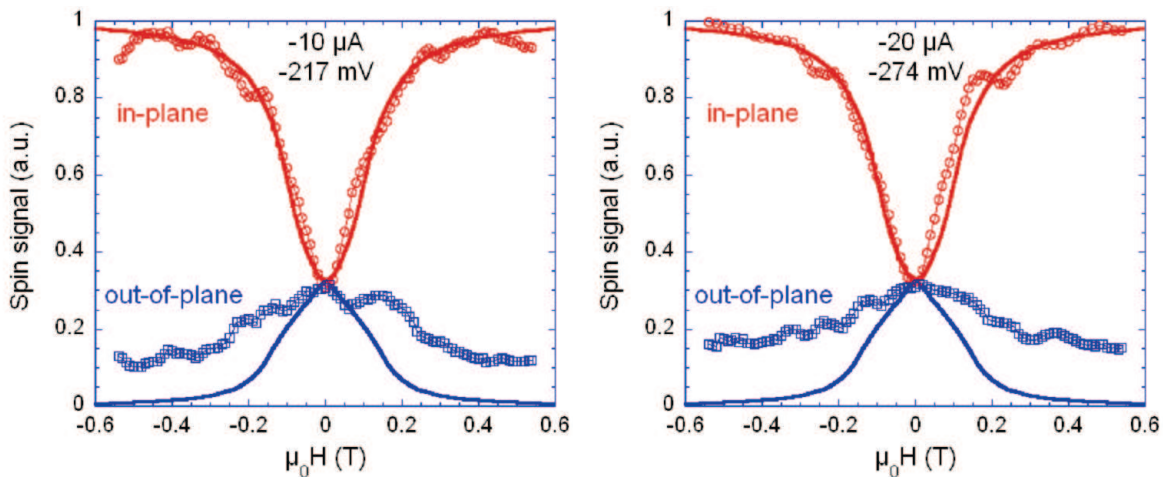 1
0.8
0.6
0.4
0.2
0
Spin signal (a.u.)
-10 µA
-217 mV
in-plane
out-of-plane
-0.6 -0.4 -0.2 0 0.2 0.4 0.6
µ₀H (T)
1
0.8
0.6
0.4
0.2
0
Spin signal (a.u.)
-20 µA
-274 mV
in-plane
out-of-plane
-0.6 -0.4 -0.2 0 0.2 0.4 0.6
µ₀H (T)